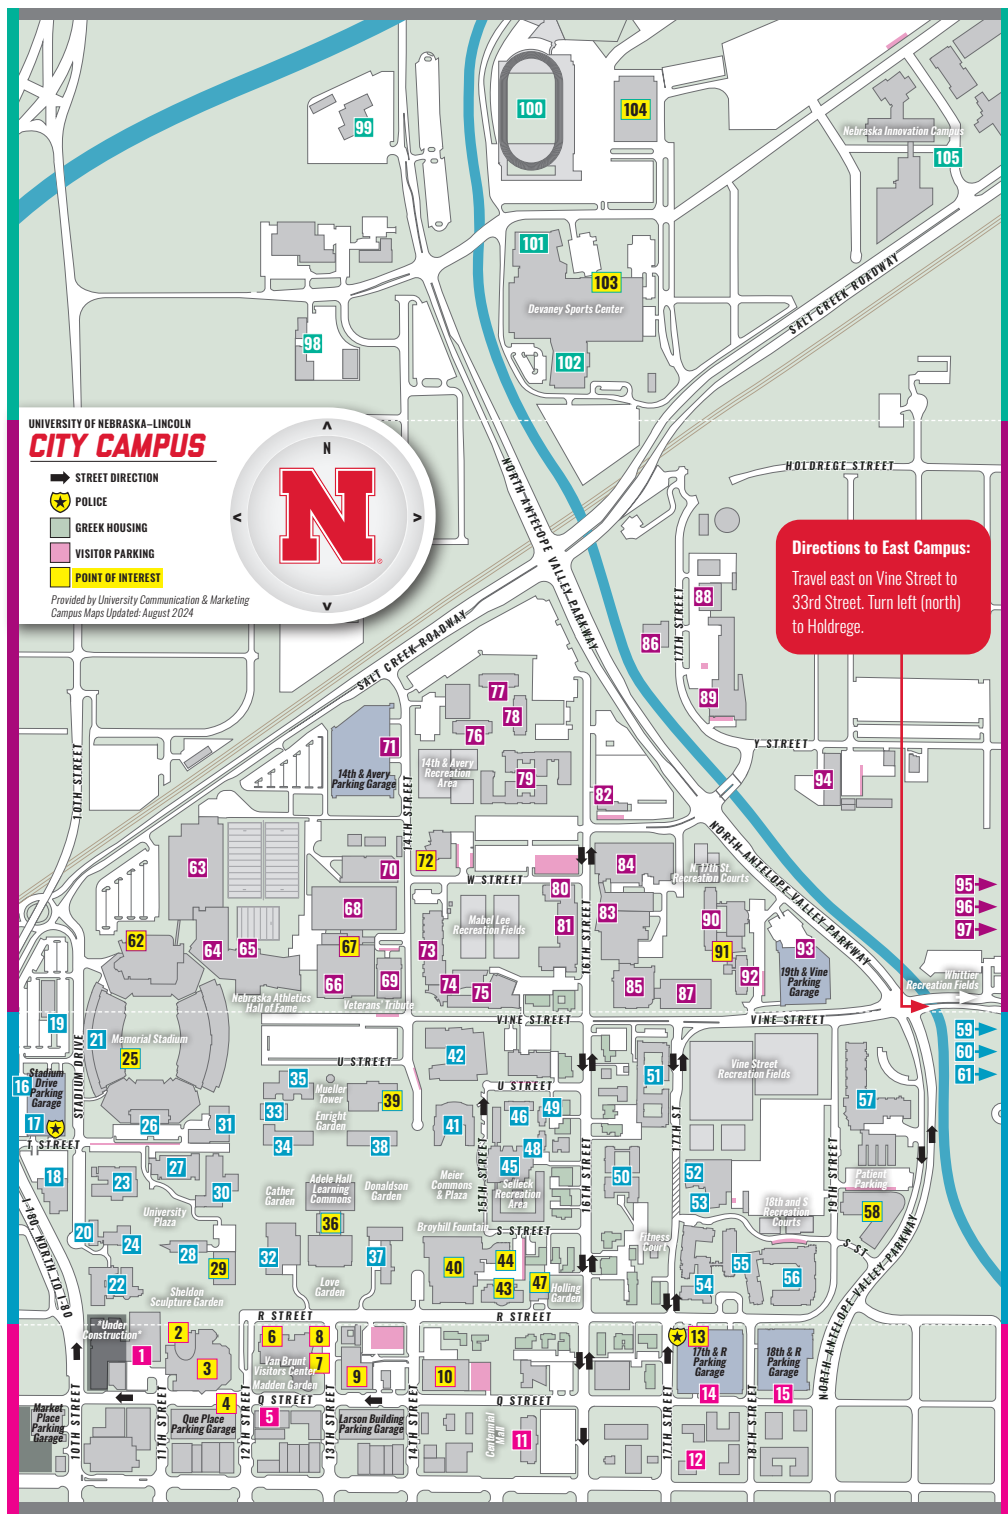 100
104
99
Nebraska Innovation Campus
105
101
103
Devaney Sports Center
SALT CREEK ROADWAY
98
102
UNIVERSITY OF NEBRASKA–LINCOLN
CITY CAMPUS
STREET DIRECTION
POLICE
GREEK HOUSING
VISITOR PARKING
POINT OF INTEREST
Provided by University Communication & Marketing
Campus Maps Updated: August 2024
N
N
HOLDREGE STREET
NORTH ANTELOPE VALLEY PARKWAY
Directions to East Campus:
Travel east on Vine Street to
33rd Street. Turn left (north)
to Holdrege.
88
86
17TH STREET
89
SALT CREEK ROADWAY
77
78
76
71
14th & Avery
Parking Garage
14th & Avery
Recreation
Area
79
10TH STREET
14TH STREET
Y STREET
94
82
NORTH ANTELOPE VALLEY PARKWAY
63
70
72
W STREET
84
N. 17th St.
Recreation Courts
80
95
96
97
68
Mabel Lee
Recreation Fields
81
83
90
16TH STREET
62
64
65
67
73
91
93
66
69
74
75
85
87
92
19th & Vine
Parking
Garage
Whittier
Recreation Fields
Nebraska Athletics
Hall of Fame
Veterans' Tribute
VINE STREET
VINE STREET
19
21
Memorial Stadium
25
STADIUM DRIVE
U STREET
42
51
Vine Street
Recreation Fields
59
60
61
16
Stadium
Drive
Parking
Garage
17
35
Mueller
Tower
33
Enright
Garden
39
U STREET
46
49
57
26
31
T STREET
34
38
41
15TH STREET
48
45
Selleck
Recreation
Area
16TH STREET
17TH ST
18
23
27
30
University
Plaza
Cather
Garden
Adele Hall
Learning
Commons
36
Donaldson
Garden
Meier
Commons
& Plaza
50
52
53
Patient
Parking
18th and S
Recreation
Courts
19TH STREET
58
20
24
28
29
32
37
Broyhill Fountain
S STREET
Fitness
Court
S ST
I-180, NORTH TO I-80
22
Sheldon
Sculpture Garden
Love
Garden
40
44
43
47
Holling
Garden
54
55
56
R STREET
R STREET
NORTH ANTELOPE VALLEY PARKWAY
*Under
Construction*
1
2
3
6
8
Van Brunt
Visitors Center
7
Madden Garden
9
10
13
17th & R
Parking
Garage
14
18th & R
Parking
Garage
15
4
Q STREET
Q STREET
Market
Place
Parking
Garage
10TH STREET
11TH STREET
Que Place
Parking Garage
12TH STREET
5
13TH STREET
Larson Building
Parking Garage
14TH STREET
Centennial
Mall
11
17TH STREET
12
18TH STREET